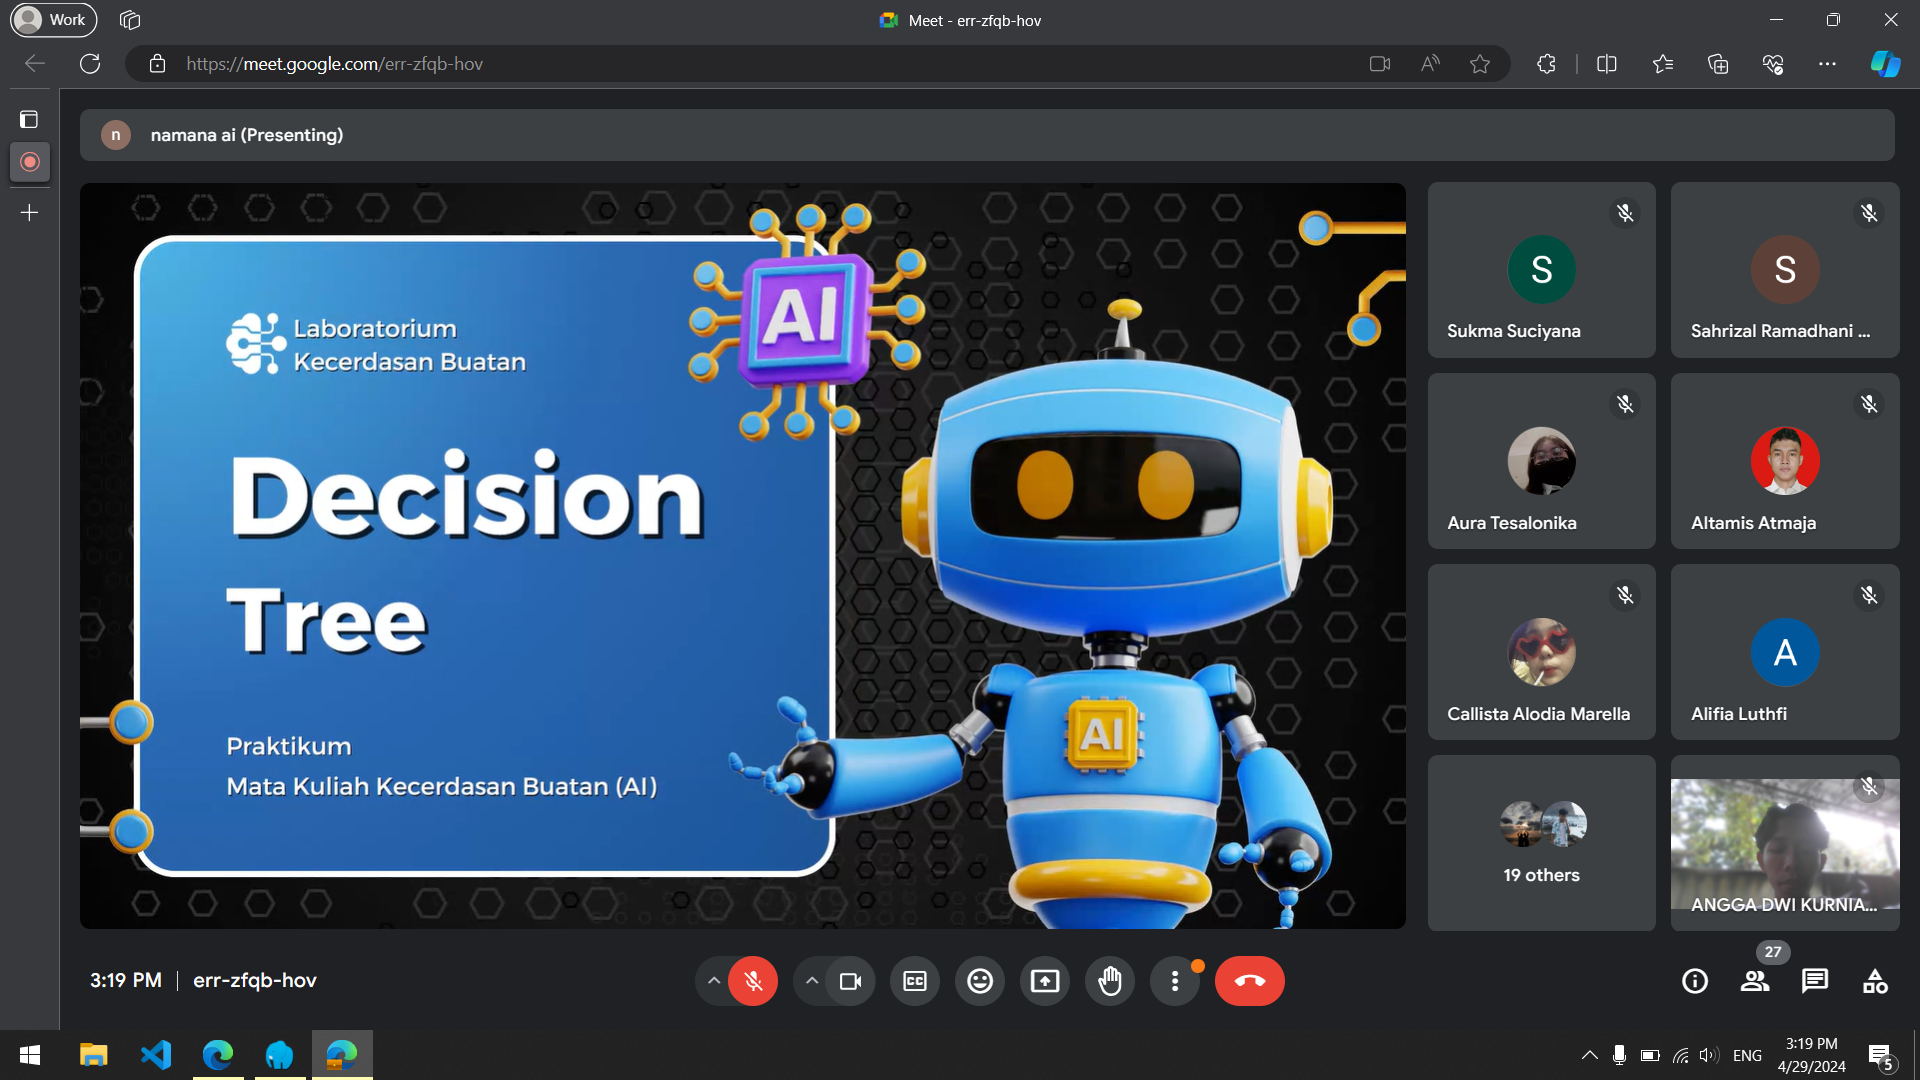 Work
Meet - err-zfqb-hov
https://meet.google.com/err-zfqb-hov
n
namana ai (Presenting)
Laboratorium
Kecerdasan Buatan
AI
Decision
Tree
Praktikum
Mata Kuliah Kecerdasan Buatan (AI)
AI
S
Sukma Suciyana
S
Sahrizal Ramadhani ...
Aura Tesalonika
Altamis Atmaja
Callista Alodia Marella
A
Alifia Luthfi
19 others
ANGGA DWI KURNIA...
3:19 PM
err-zfqb-hov
CC
27
ENG
3:19 PM
4/29/2024
5